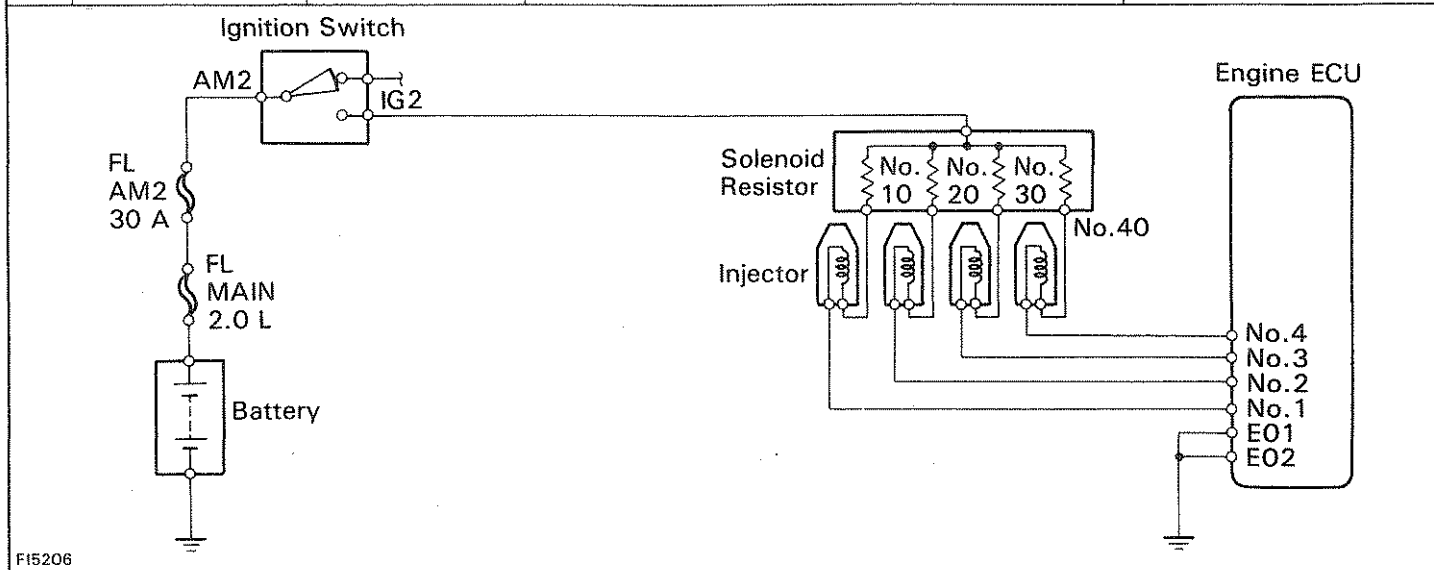 Ignition Switch
AM2
IG2
Engine ECU
FL
AM2
30 A
FL
MAIN
2.0 L
Battery
Solenoid
Resistor
No.
10
No.
20
No.
30
No.40
Injector
No.4
No.3
No.2
No.1
E01
E02
FI5206